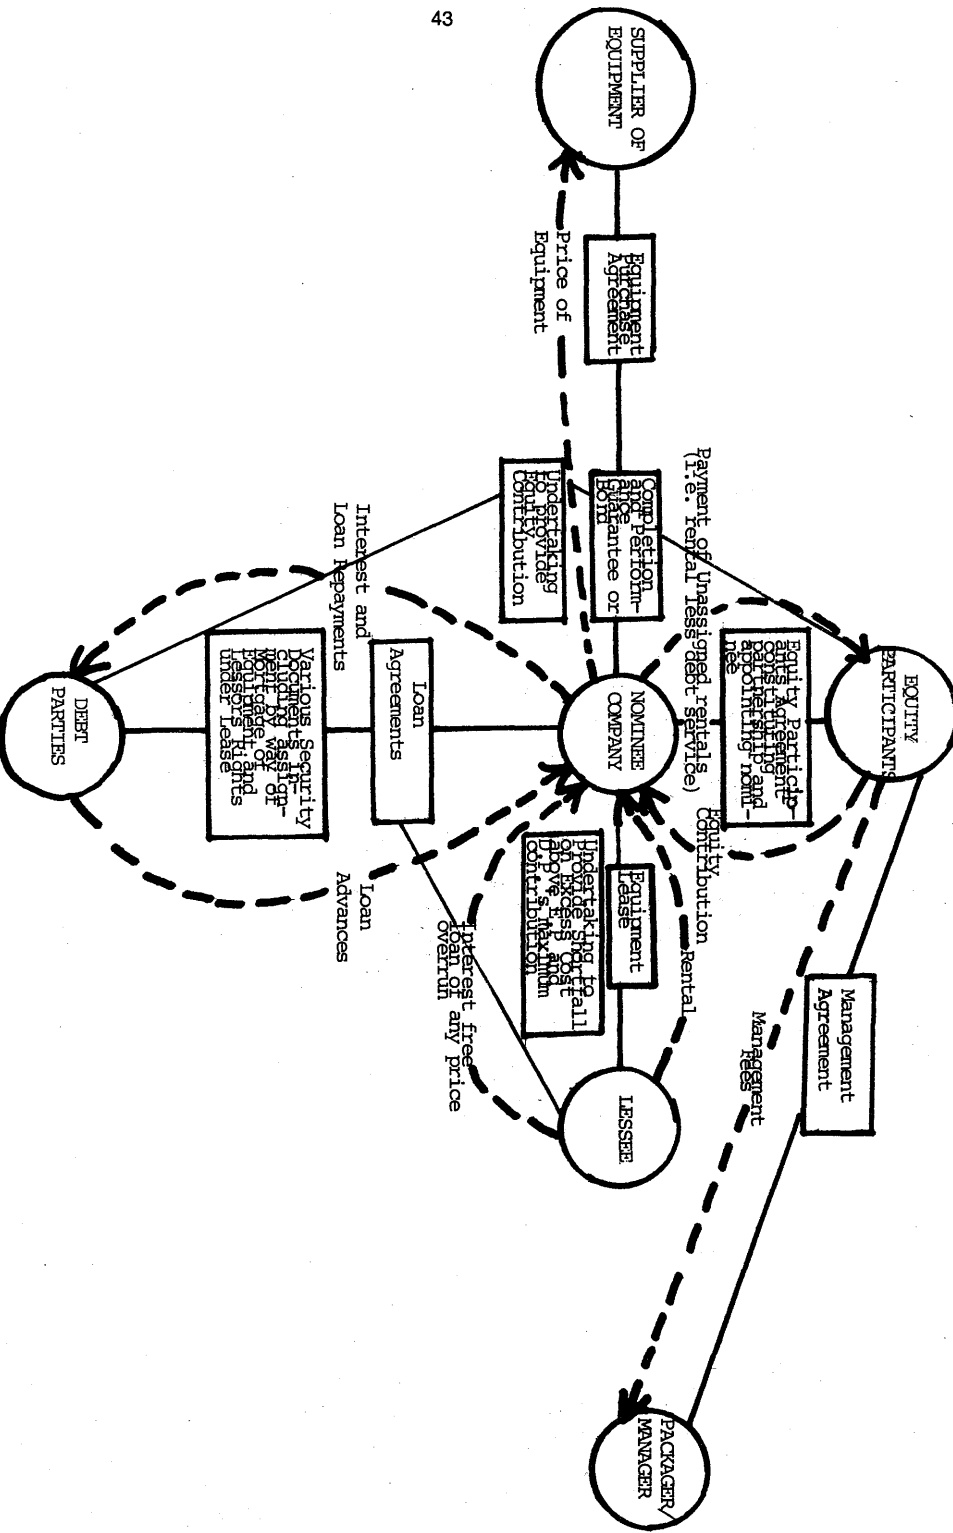 43
SUPPLIER OF
EQUIPMENT
Equipment
Purchase
Agreement
Price of
Equipment
Completion
and Perform-
ance
Guarantee or
Bond
Undertaking
to provide
Equity
Contribution
Payment of Unassigned rentals
(i.e. rental less debt service)
EQUITY
PARTICIPANTS
Equity Particip-
ants Agreement
constituting
partnership and
appointing nomi-
nee
Equity
Contribution
NOMINEE
COMPANY
Interest and
Loan Repayments
Loan
Agreements
Various Security
Documents in-
cluding assign-
ment by way of
Mortgage of
Equipment and
Lessors Rights
under Lease
DEBT
PARTIES
Loan
Advances
Equipment
Lease
Undertaking to
provide Shortfall
on Excess Cost
above E.P and
D.P's maximum
contribution
Rental
Interest free
loan of any price
overrun
LESSEE
Management
Agreement
Management
Fees
PACKAGER/
MANAGER